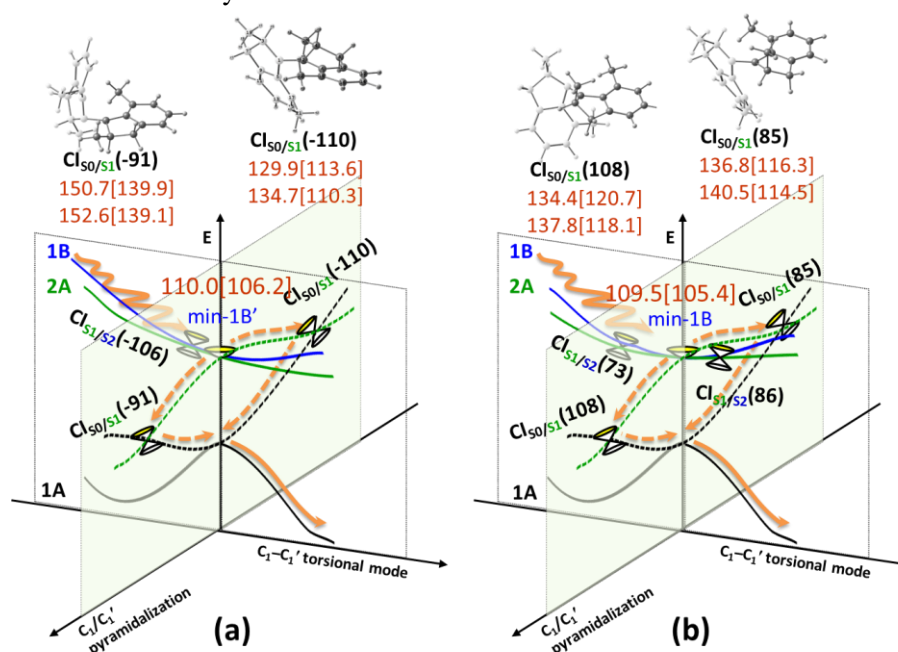 CI_S0/S1(-91)
150.7[139.9]
152.6[139.1]
CI_S0/S1(-110)
129.9[113.6]
134.7[110.3]
E
1B
2A
110.0[106.2]
min-1B'
CI_S0/S1(-110)
CI_S1/S2(-106)
CI_S0/S1(-91)
1A
C₁–C₁' torsional mode
C₁/C₁'
pyramidalization
(a)
CI_S0/S1(108)
134.4[120.7]
137.8[118.1]
CI_S0/S1(85)
136.8[116.3]
140.5[114.5]
E
1B
2A
109.5[105.4]
min-1B
CI_S0/S1(85)
CI_S1/S2(73)
CI_S1/S2(86)
CI_S0/S1(108)
1A
C₁–C₁' torsional mode
C₁/C₁'
pyramidalization
(b)